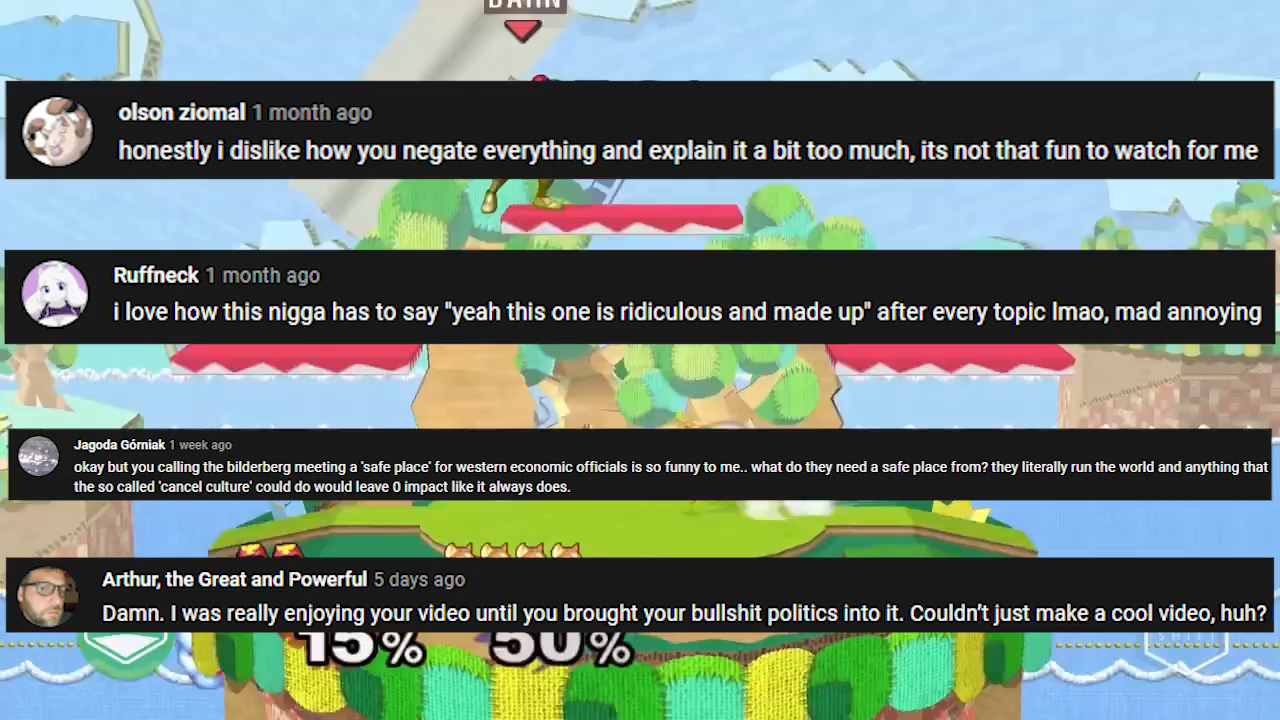 DAHN
olson ziomal 1 month ago
honestly i dislike how you negate everything and explain it a bit too much, its not that fun to watch for me
Ruffneck 1 month ago
i love how this nigga has to say "yeah this one is ridiculous and made up" after every topic lmao, mad annoying
Jagoda Górniak 1 week ago
okay but you calling the bilderberg meeting a 'safe place' for western economic officials is so funny to me.. what do they need a safe place from? they literally run the world and anything that
the so called 'cancel culture' could do would leave 0 impact like it always does.
Arthur, the Great and Powerful 5 days ago
Damn. I was really enjoying your video until you brought your bullshit politics into it. Couldn't just make a cool video, huh?
15% 50%